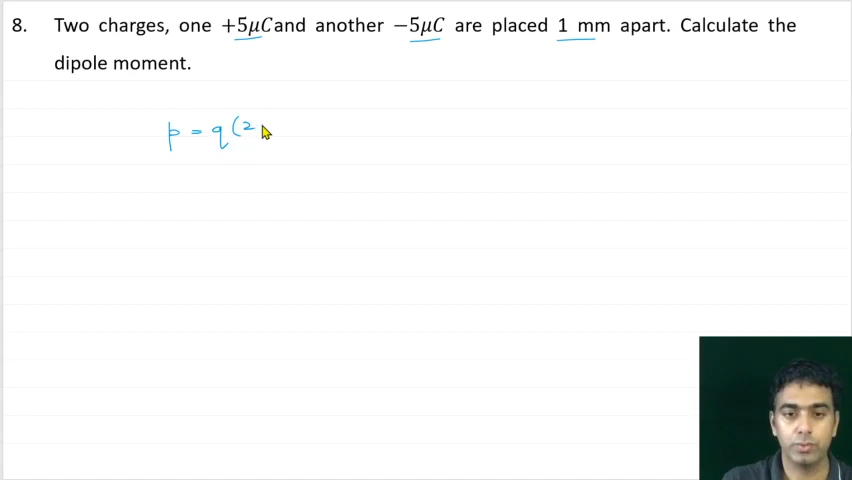 8. Two charges, one +5μC and another −5μC are placed 1 mm apart. Calculate the
dipole moment.
p = q (2